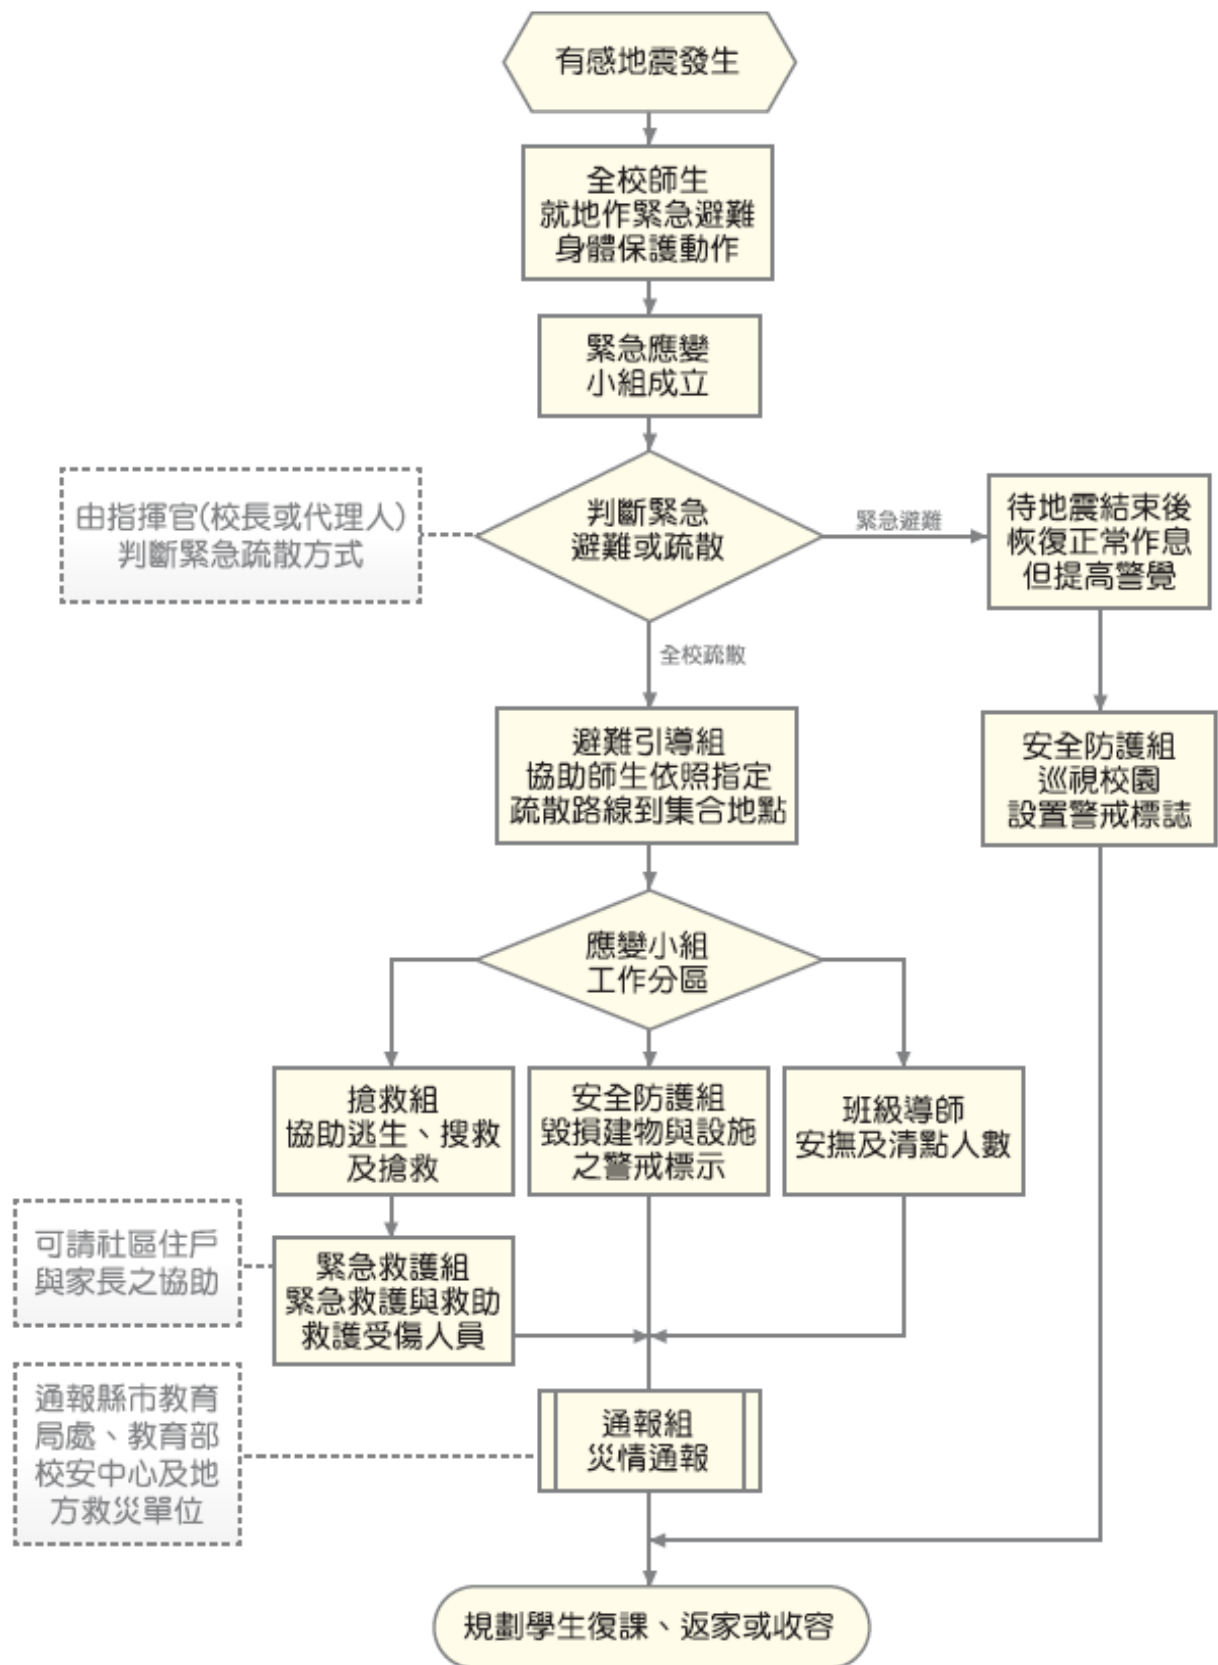 有感地震發生
全校師生
就地作緊急避難
身體保護動作
緊急應變
小組成立
由指揮官(校長或代理人)
判斷緊急疏散方式
判斷緊急
避難或疏散
緊急避難
待地震結束後
恢復正常作息
但提高警覺
全校疏散
避難引導組
協助師生依照指定
疏散路線到集合地點
安全防護組
巡視校園
設置警戒標誌
應變小組
工作分區
搶救組
協助逃生、搜救
及搶救
安全防護組
毀損建物與設施
之警戒標示
班級導師
安撫及清點人數
可請社區住戶
與家長之協助
緊急救護組
緊急救護與救助
救護受傷人員
通報縣市教育
局處、教育部
校安中心及地
方救災單位
通報組
災情通報
規劃學生復課、返家或收容